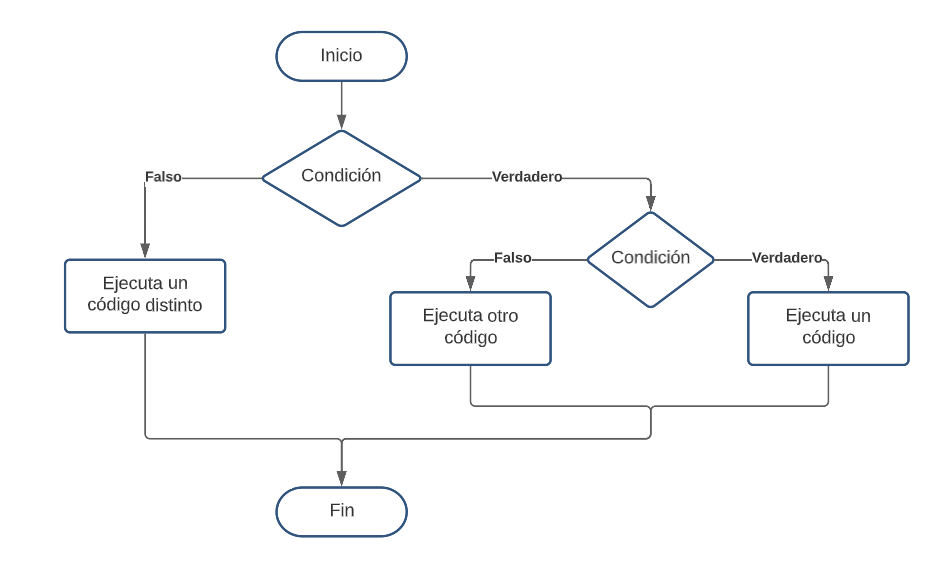 Inicio
Condición
Falso
Verdadero
Condición
Falso
Verdadero
Ejecuta un
código distinto
Ejecuta otro
código
Ejecuta un
código
Fin